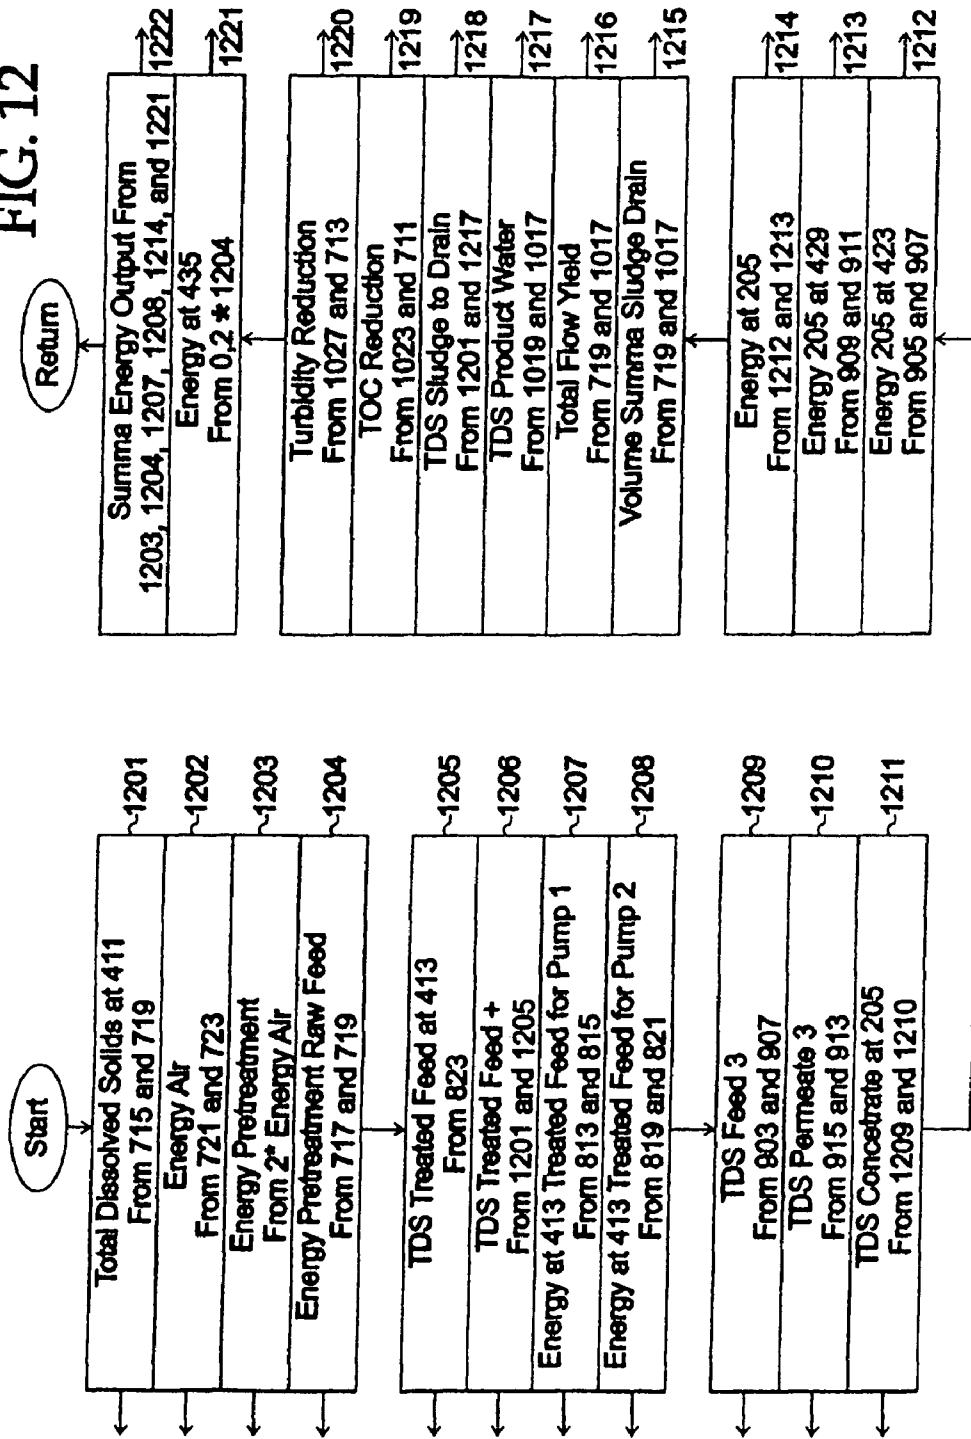 FIG. 12
Start
Total Dissolved Solids at 411
From 715 and 719
1201
Energy Air
From 721 and 723
1202
Energy Pretreatment
From 2* Energy Air
1203
Energy Pretreatment Raw Feed
From 717 and 719
1204
TDS Treated Feed at 413
From 823
1205
TDS Treated Feed +
From 1201 and 1205
1206
Energy at 413 Treated Feed for Pump 1
From 813 and 815
1207
Energy at 413 Treated Feed for Pump 2
From 819 and 821
1208
TDS Feed 3
From 903 and 907
1209
TDS Permeate 3
From 915 and 913
1210
TDS Concetrate at 205
From 1209 and 1210
1211
Return
Summa Energy Output From
1203, 1204, 1207, 1208, 1214, and 1221
1222
Energy at 435
From 0,2 * 1204
1221
Turbidity Reduction
From 1027 and 713
1220
TOC Reduction
From 1023 and 711
1219
TDS Sludge to Drain
From 1201 and 1217
1218
TDS Product Water
From 1019 and 1017
1217
Total Flow Yield
From 719 and 1017
1216
Volume Summa Sludge Drain
From 719 and 1017
1215
Energy at 205
From 1212 and 1213
1214
Energy 205 at 429
From 909 and 911
1213
Energy 205 at 423
From 905 and 907
1212